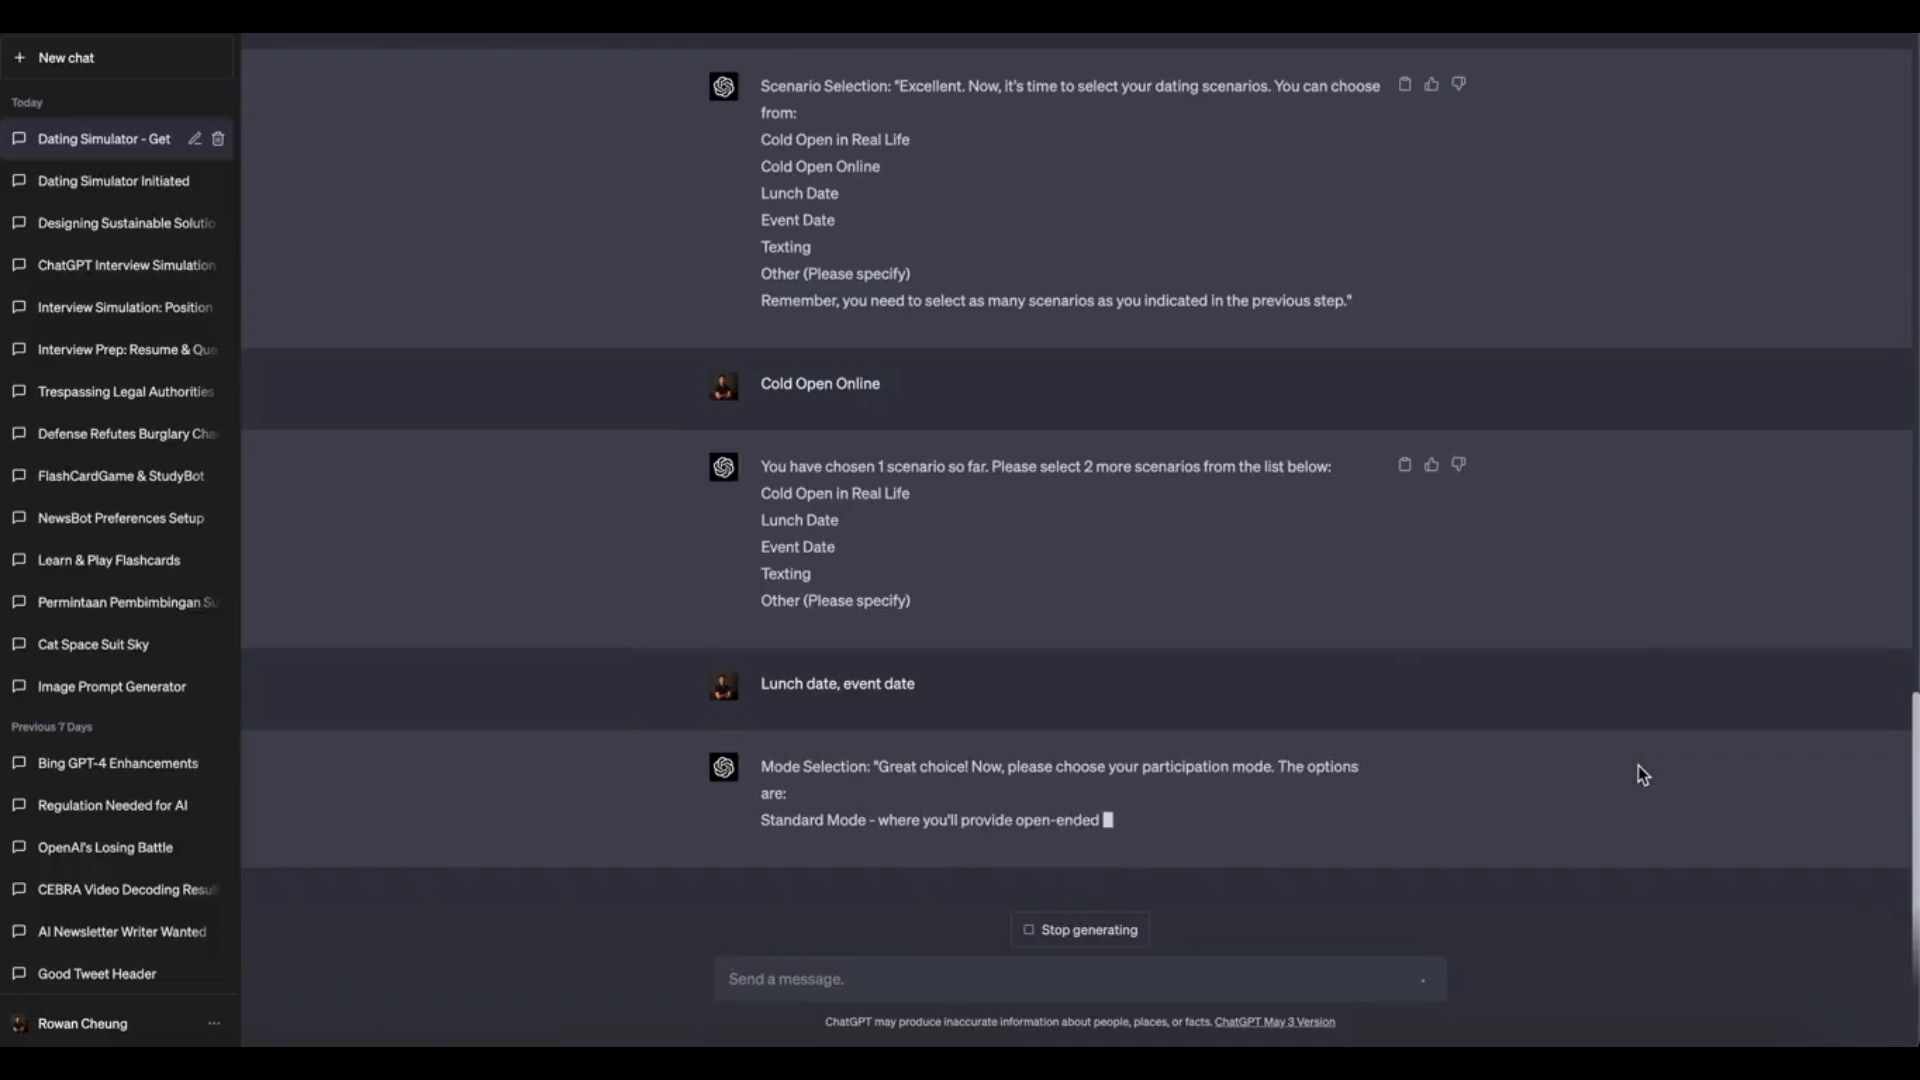 New chat
Today
Dating Simulator - Get
Dating Simulator Initiated
Designing Sustainable Solutio
ChatGPT Interview Simulation
Interview Simulation: Position
Interview Prep: Resume & Que
Trespassing Legal Authorities
Defense Refutes Burglary Cha
FlashCardGame & StudyBot
NewsBot Preferences Setup
Learn & Play Flashcards
Permintaan Pembimbingan Su
Cat Space Suit Sky
Image Prompt Generator
Previous 7 Days
Bing GPT-4 Enhancements
Regulation Needed for AI
OpenAI's Losing Battle
CEBRA Video Decoding Resul
AI Newsletter Writer Wanted
Good Tweet Header
Rowan Cheung
Scenario Selection: "Excellent. Now, it's time to select your dating scenarios. You can choose
from:
Cold Open in Real Life
Cold Open Online
Lunch Date
Event Date
Texting
Other (Please specify)
Remember, you need to select as many scenarios as you indicated in the previous step."
Cold Open Online
You have chosen 1 scenario so far. Please select 2 more scenarios from the list below:
Cold Open in Real Life
Lunch Date
Event Date
Texting
Other (Please specify)
Lunch date, event date
Mode Selection: "Great choice! Now, please choose your participation mode. The options
are:
Standard Mode - where you'll provide open-ended
Stop generating
Send a message.
ChatGPT may produce inaccurate information about people, places, or facts. ChatGPT May 3 Version